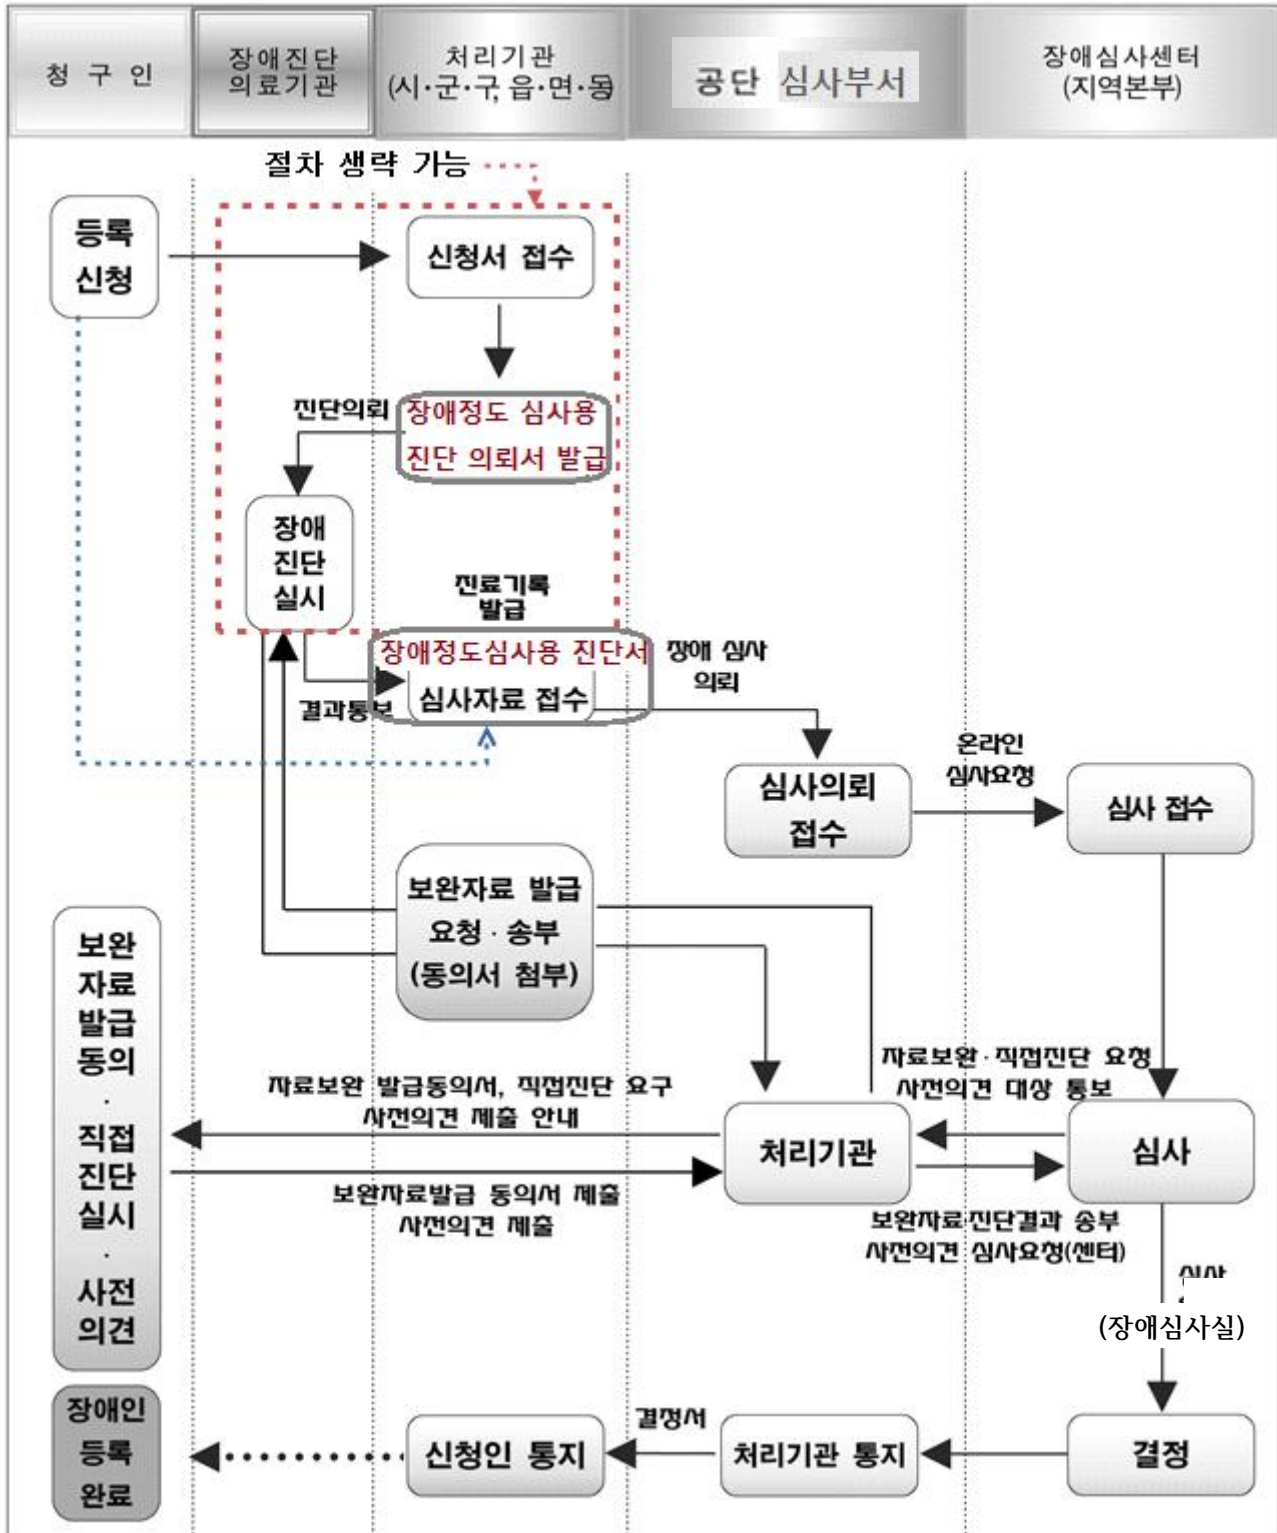 청 구 인
장애진단
의료기관
처리기관
(시·군·구, 읍·면·동)
공단 심사부서
장애심사센터
(지역본부)
절차 생략 가능
등록
신청
신청서 접수
진단의뢰
장애정도 심사용
진단 의뢰서 발급
장애
진단
실시
진료기록
발급
장애정도심사용 진단서
심사자료 접수
결과통보
장애 심사
의뢰
심사의뢰
접수
온라인
심사요청
심사 접수
보완자료 발급
요청·송부
(동의서 첨부)
보완
자료
발급
동의
·
직접
진단
실시
·
사전
의견
자료보완·직접진단 요청
사전의견 대상 통보
자료보완 발급동의서, 직접진단 요구
사전의견 제출 안내
처리기관
심사
보완자료발급 동의서 제출
사전의견 제출
보완자료·진단결과 송부
사전의견 심사요청(센터)
(장애심사실)
장애인
등록
완료
신청인 통지
결정서
처리기관 통지
결정